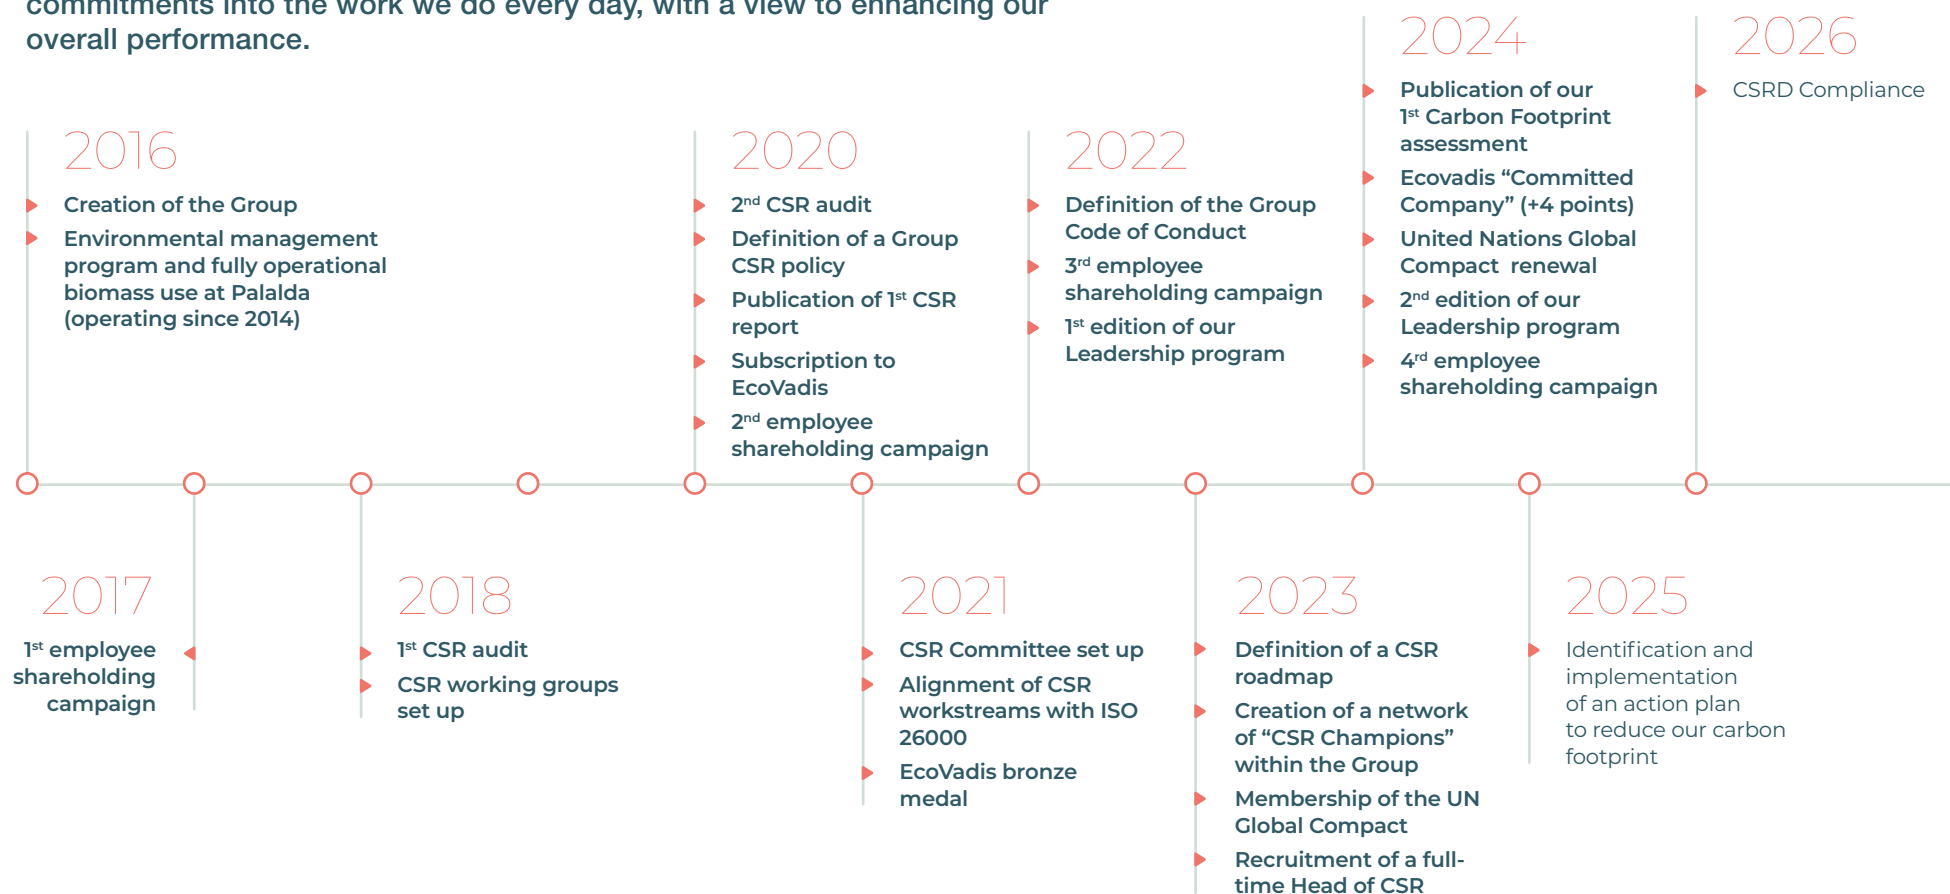 commitments into the work we do every day, with a view to enhancing our
overall performance.
2016
Creation of the Group
Environmental management
program and fully operational
biomass use at Palalda
(operating since 2014)
2017
1st employee
shareholding
campaign
2018
1st CSR audit
CSR working groups
set up
2020
2nd CSR audit
Definition of a Group
CSR policy
Publication of 1st CSR
report
Subscription to
EcoVadis
2nd employee
shareholding campaign
2021
CSR Committee set up
Alignment of CSR
workstreams with ISO
26000
EcoVadis bronze
medal
2022
Definition of the Group
Code of Conduct
3rd employee
shareholding campaign
1st edition of our
Leadership program
2023
Definition of a CSR
roadmap
Creation of a network
of “CSR Champions”
within the Group
Membership of the UN
Global Compact
Recruitment of a full-
time Head of CSR
2024
Publication of our
1st Carbon Footprint
assessment
Ecovadis “Committed
Company” (+4 points)
United Nations Global
Compact renewal
2nd edition of our
Leadership program
4rd employee
shareholding campaign
2025
Identification and
implementation
of an action plan
to reduce our carbon
footprint
2026
CSRD Compliance